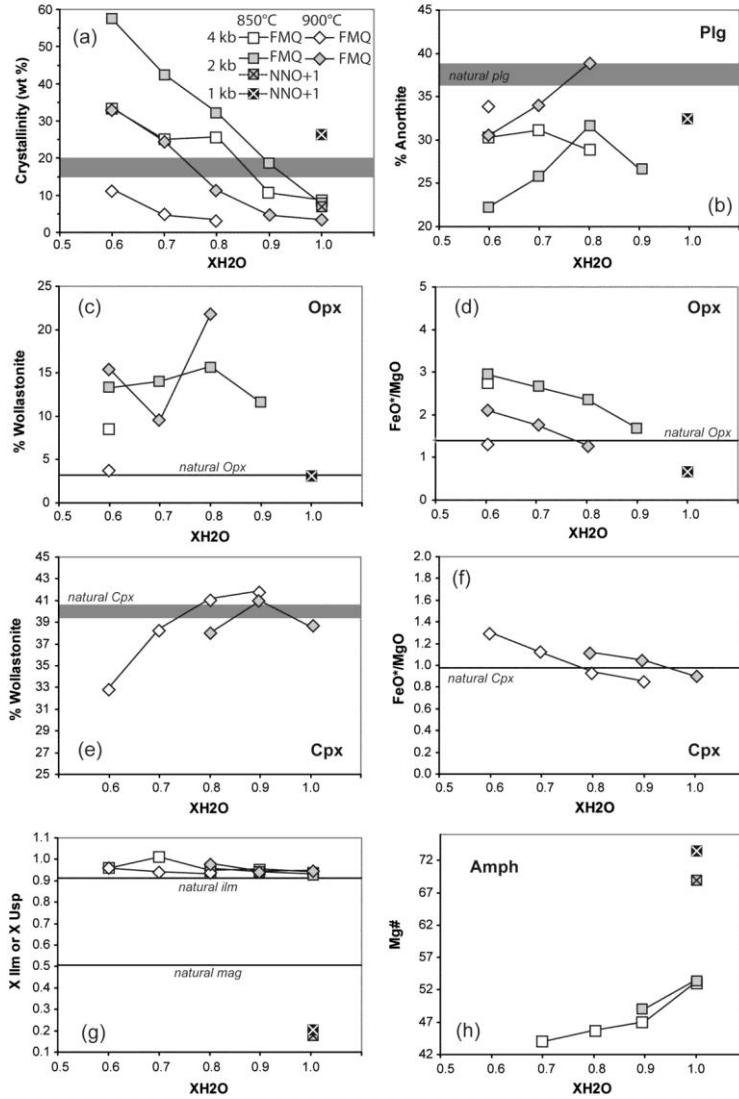 (a)
850°C 900°C
4 kb FMQ FMQ
2 kb FMQ FMQ
NNO+1
1 kb NNO+1
Crystallinity (wt %)
60
50
40
30
20
10
0
0.5 0.6 0.7 0.8 0.9 1.0
XH2O
Plg
natural plg
% Anorthite
40
35
30
25
20
(b)
0.5 0.6 0.7 0.8 0.9 1.0
XH2O
(c)
Opx
% Wollastonite
25
20
15
10
5
0
natural Opx
0.5 0.6 0.7 0.8 0.9 1.0
XH2O
(d)
Opx
FeO*/MgO
5
4
3
2
1
0
natural Opx
0.5 0.6 0.7 0.8 0.9 1.0
XH2O
natural Cpx
% Wollastonite
45
43
41
39
37
35
33
31
29
27
25
(e)
Cpx
0.5 0.6 0.7 0.8 0.9 1.0
XH2O
(f)
FeO*/MgO
2.0
1.8
1.6
1.4
1.2
1.0
0.8
0.6
0.4
0.2
0.0
natural Cpx
Cpx
0.5 0.6 0.7 0.8 0.9 1.0
XH2O
X Ilm or X Usp
1.1
1.0
0.9
0.8
0.7
0.6
0.5
0.4
0.3
0.2
0.1
natural ilm
natural mag
(g)
0.5 0.6 0.7 0.8 0.9 1.0
XH2O
Amph
Mg#
72
67
62
57
52
47
42
(h)
0.5 0.6 0.7 0.8 0.9 1.0
XH2O